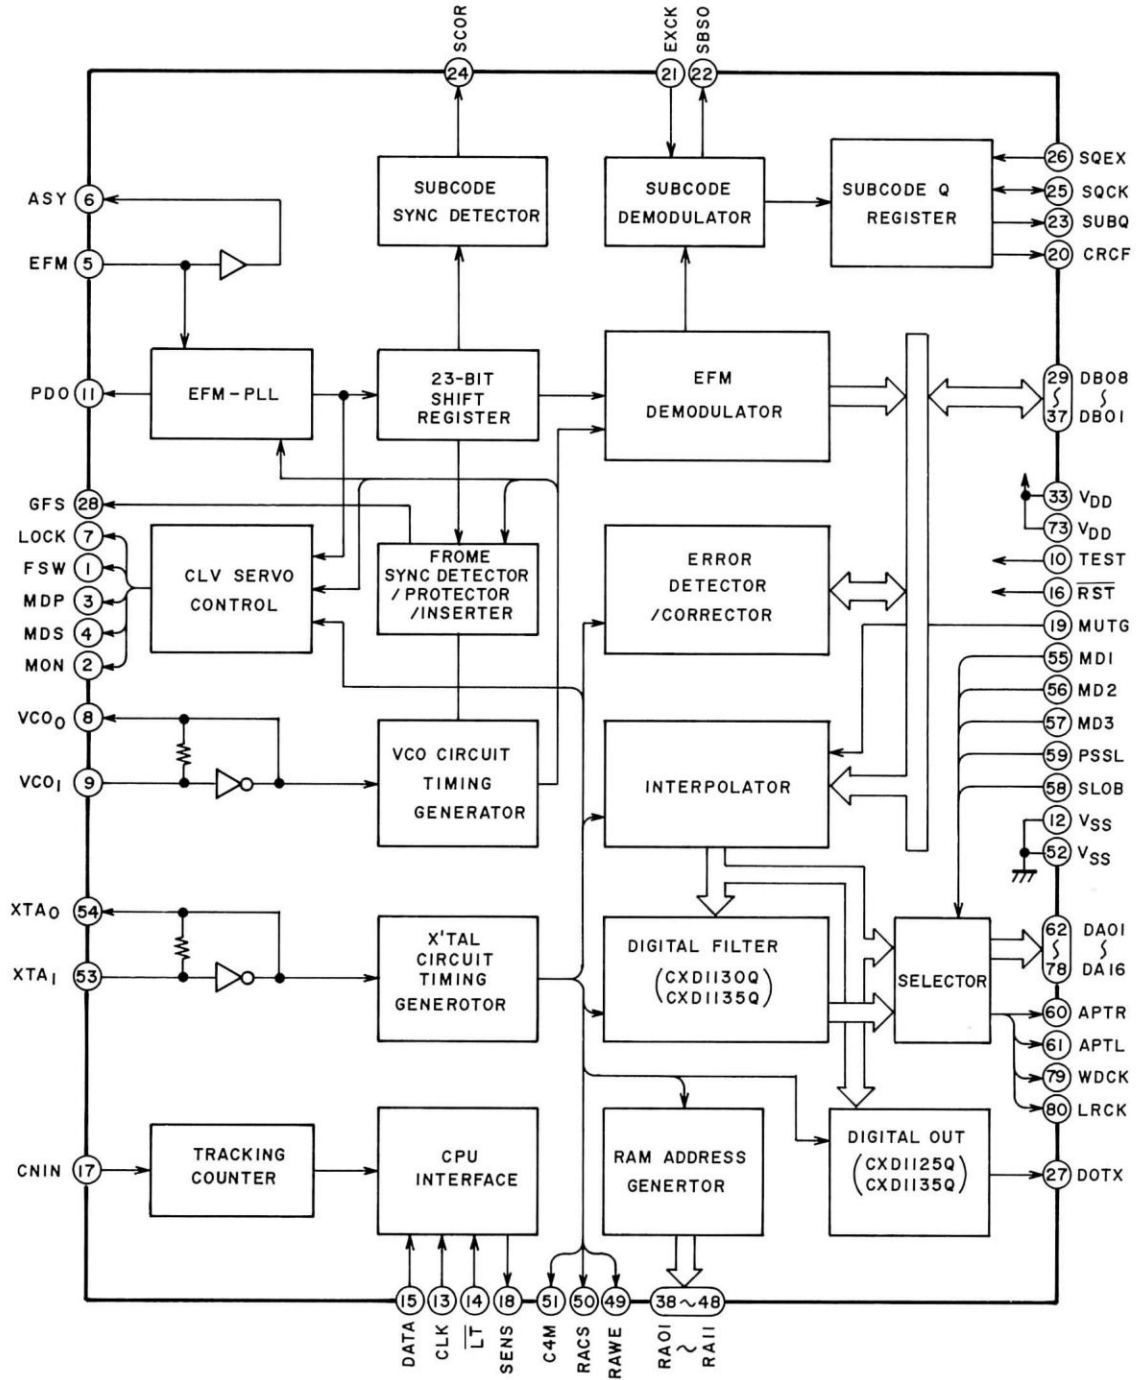 SCOR
EXCK
SBSO
24
21
22
ASY 6
EFM 5
PDO 11
GFS 28
LOCK 7
FSW 1
MDP 3
MDS 4
MON 2
VCOO 8
VCOI 9
XTAO 54
XTAI 53
CNIN 17
SUBCODE
SYNC DETECTOR
SUBCODE
DEMODULATOR
SUBCODE Q
REGISTER
EFM-PLL
23-BIT
SHIFT
REGISTER
EFM
DEMODULATOR
CLV SERVO
CONTROL
FROME
SYNC DETECTOR
/PROTECTOR
/INSERTER
ERROR
DETECTOR
/CORRECTOR
VCO CIRCUIT
TIMING
GENERATOR
INTERPOLATOR
X'TAL
CIRCUIT
TIMING
GENEROTOR
DIGITAL FILTER
(CXD1130Q
CXD1135Q)
SELECTOR
TRACKING
COUNTER
CPU
INTERFACE
RAM ADDRESS
GENERTOR
DIGITAL OUT
(CXD1125Q
CXD1135Q)
26 SQEX
25 SQCK
23 SUBQ
20 CRCF
29 DB08
~ ~
37 DB01
33 VDD
73 VDD
10 TEST
16 RST
19 MUTG
55 MD1
56 MD2
57 MD3
59 PSSL
58 SLOB
12 VSS
52 VSS
62 DA01
~ ~
78 DA16
60 APTR
61 APTL
79 WDCK
80 LRCK
27 DOTX
15
13
14
18
51
50
49
38~48
DATA
CLK
LT
SENS
C4M
RACS
RAWE
RA01
~
RA11